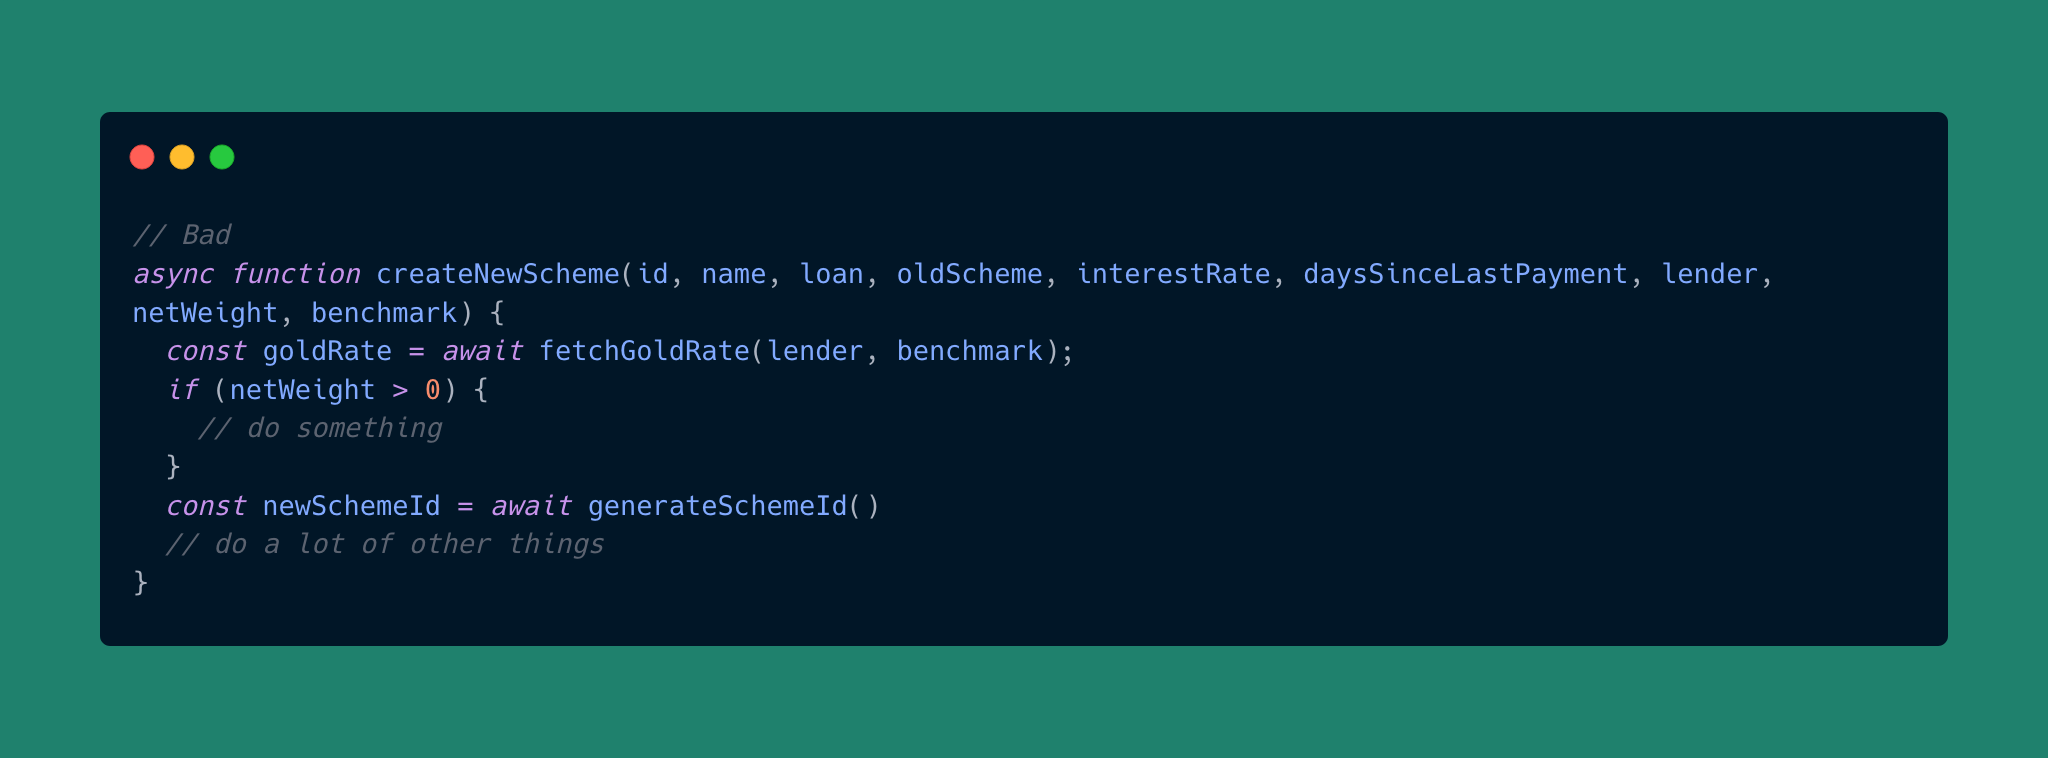 // Bad
async function createNewScheme(id, name, loan, oldScheme, interestRate, daysSinceLastPayment, lender,
netWeight, benchmark) {
  const goldRate = await fetchGoldRate(lender, benchmark);
  if (netWeight > 0) {
    // do something
  }
  const newSchemeId = await generateSchemeId()
  // do a lot of other things
}